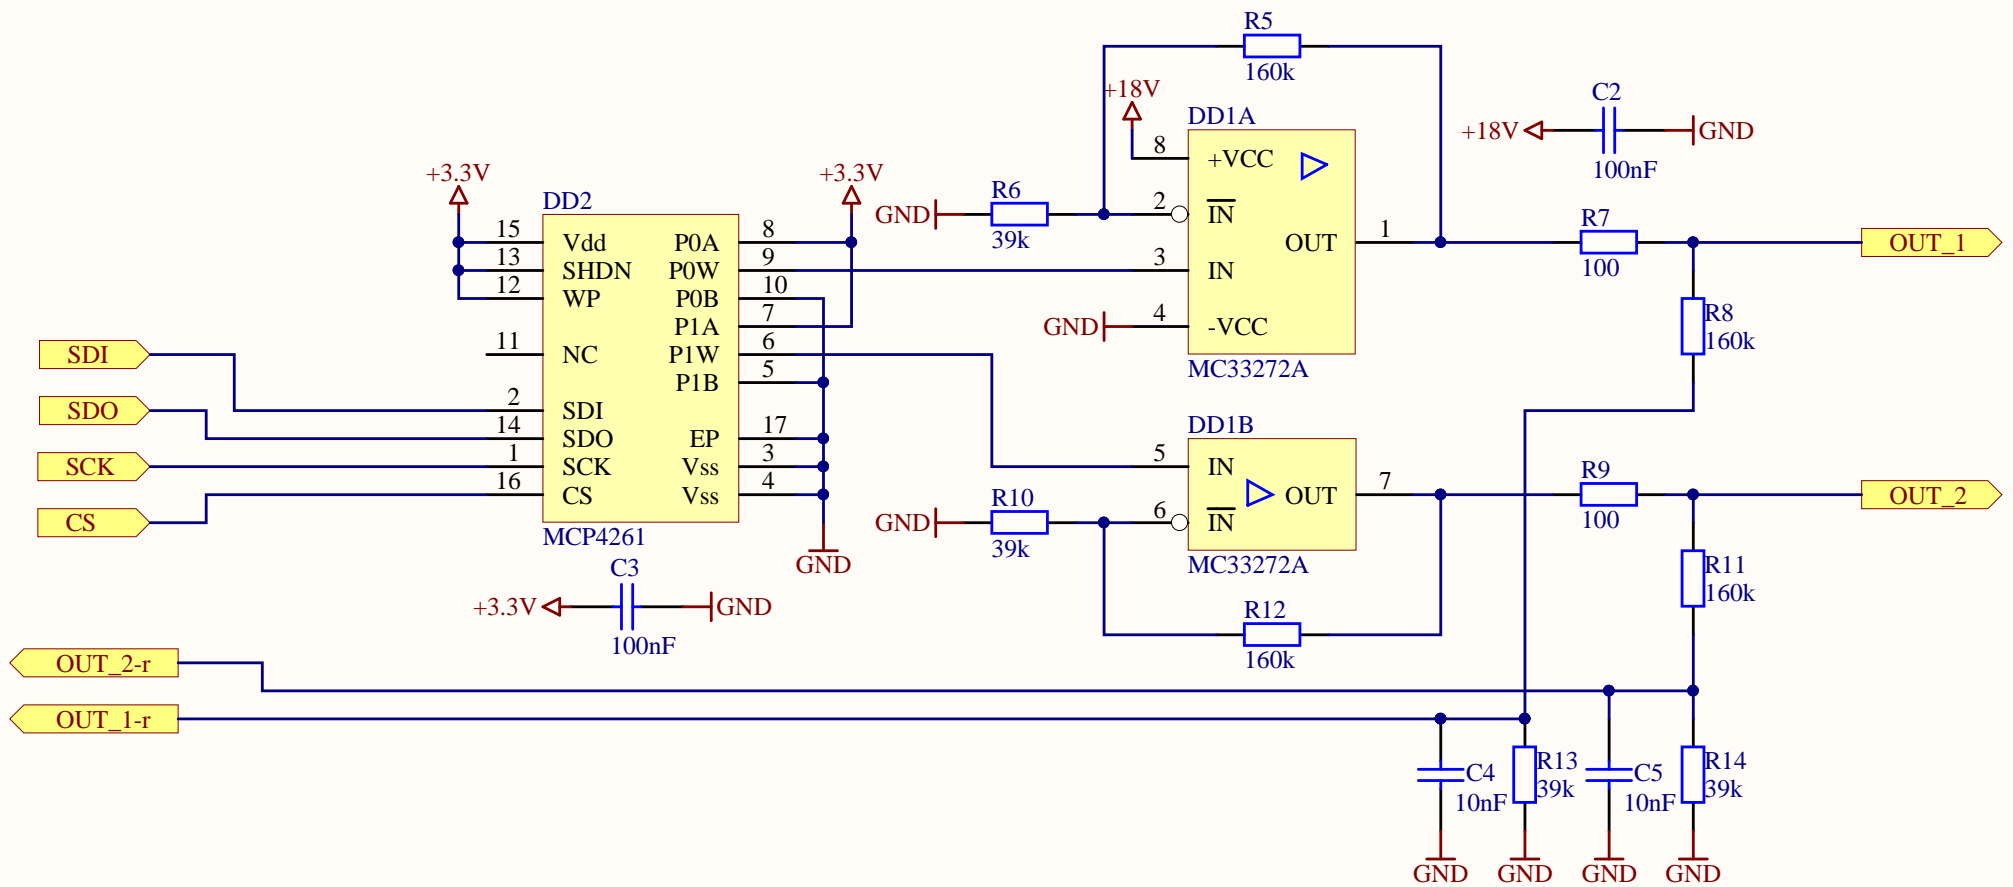 R5
160k
+18V
DD1A
C2
8
+VCC
+18V
GND
100nF
+3.3V
+3.3V
DD2
R6
2
IN
GND
39k
R7
15
Vdd
P0A
8
OUT
1
OUT_1
13
SHDN
P0W
9
3
IN
100
12
WP
P0B
10
R8
P1A
7
GND
4
-VCC
160k
SDI
11
NC
P1W
6
MC33272A
P1B
5
SDO
2
SDI
DD1B
14
SDO
EP
17
SCK
1
SCK
Vss
3
5
IN
R9
16
CS
Vss
4
R10
OUT
7
OUT_2
CS
GND
6
IN
100
MCP4261
39k
GND
MC33272A
R11
C3
160k
+3.3V
GND
R12
100nF
160k
OUT_2-r
OUT_1-r
C4
R13
C5
R14
10nF
39k
10nF
39k
GND
GND
GND
GND